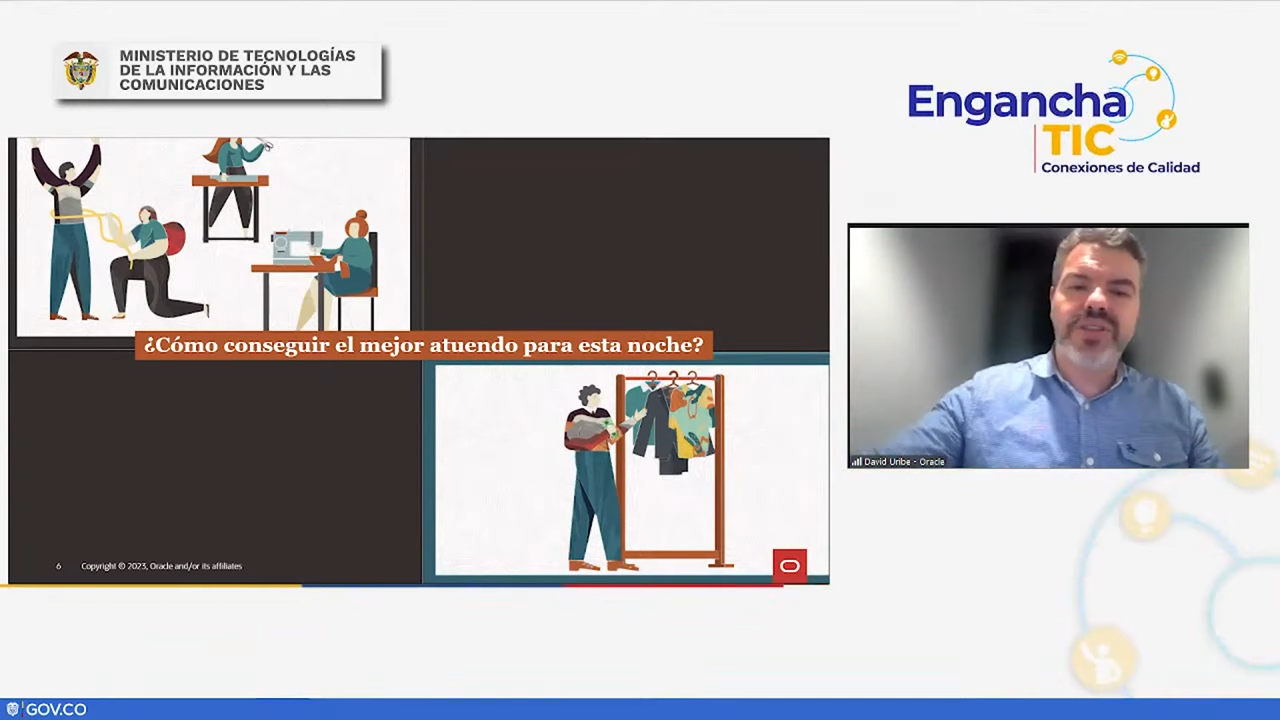 MINISTERIO DE TECNOLOGÍAS
DE LA INFORMACIÓN Y LAS
COMUNICACIONES
Engancha
TIC
Conexiones de Calidad
¿Cómo conseguir el mejor atuendo para esta noche?
David Uribe - Oracle
6 Copyright © 2023, Oracle and/or its affiliates
GOV.CO